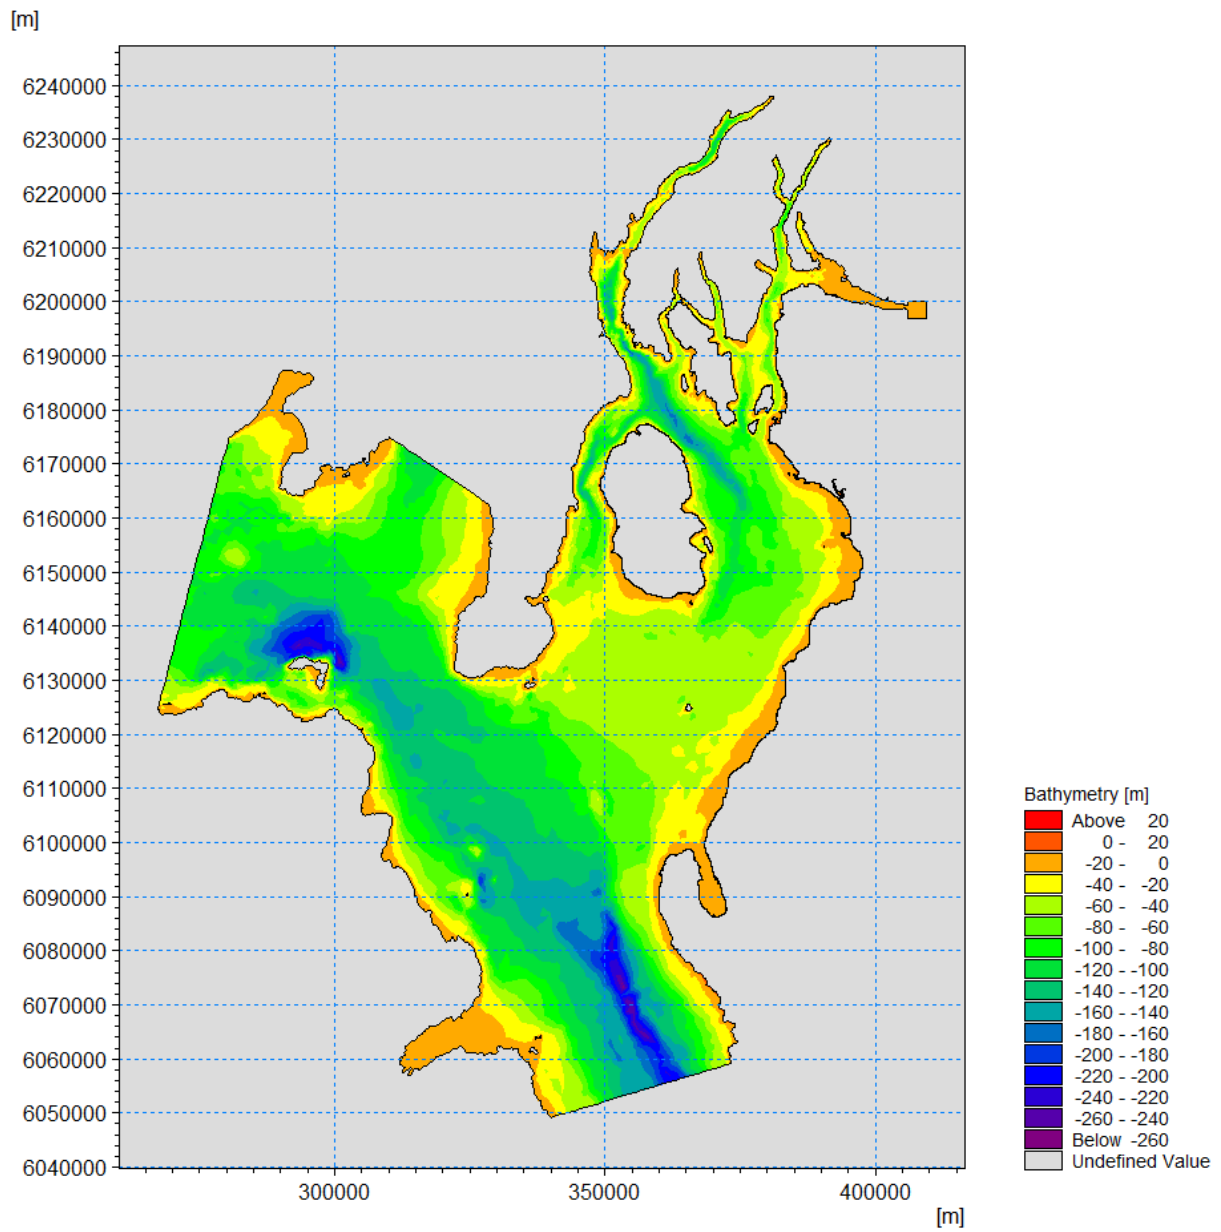 [m]
6240000
6230000
6220000
6210000
6200000
6190000
6180000
6170000
6160000
6150000
6140000
6130000
6120000
6110000
6100000
6090000
6080000
6070000
6060000
6050000
6040000
300000
350000
400000
[m]
Bathymetry [m]
Above 20
0 - 20
-20 - 0
-40 - -20
-60 - -40
-80 - -60
-100 - -80
-120 - -100
-140 - -120
-160 - -140
-180 - -160
-200 - -180
-220 - -200
-240 - -220
-260 - -240
Below -260
Undefined Value